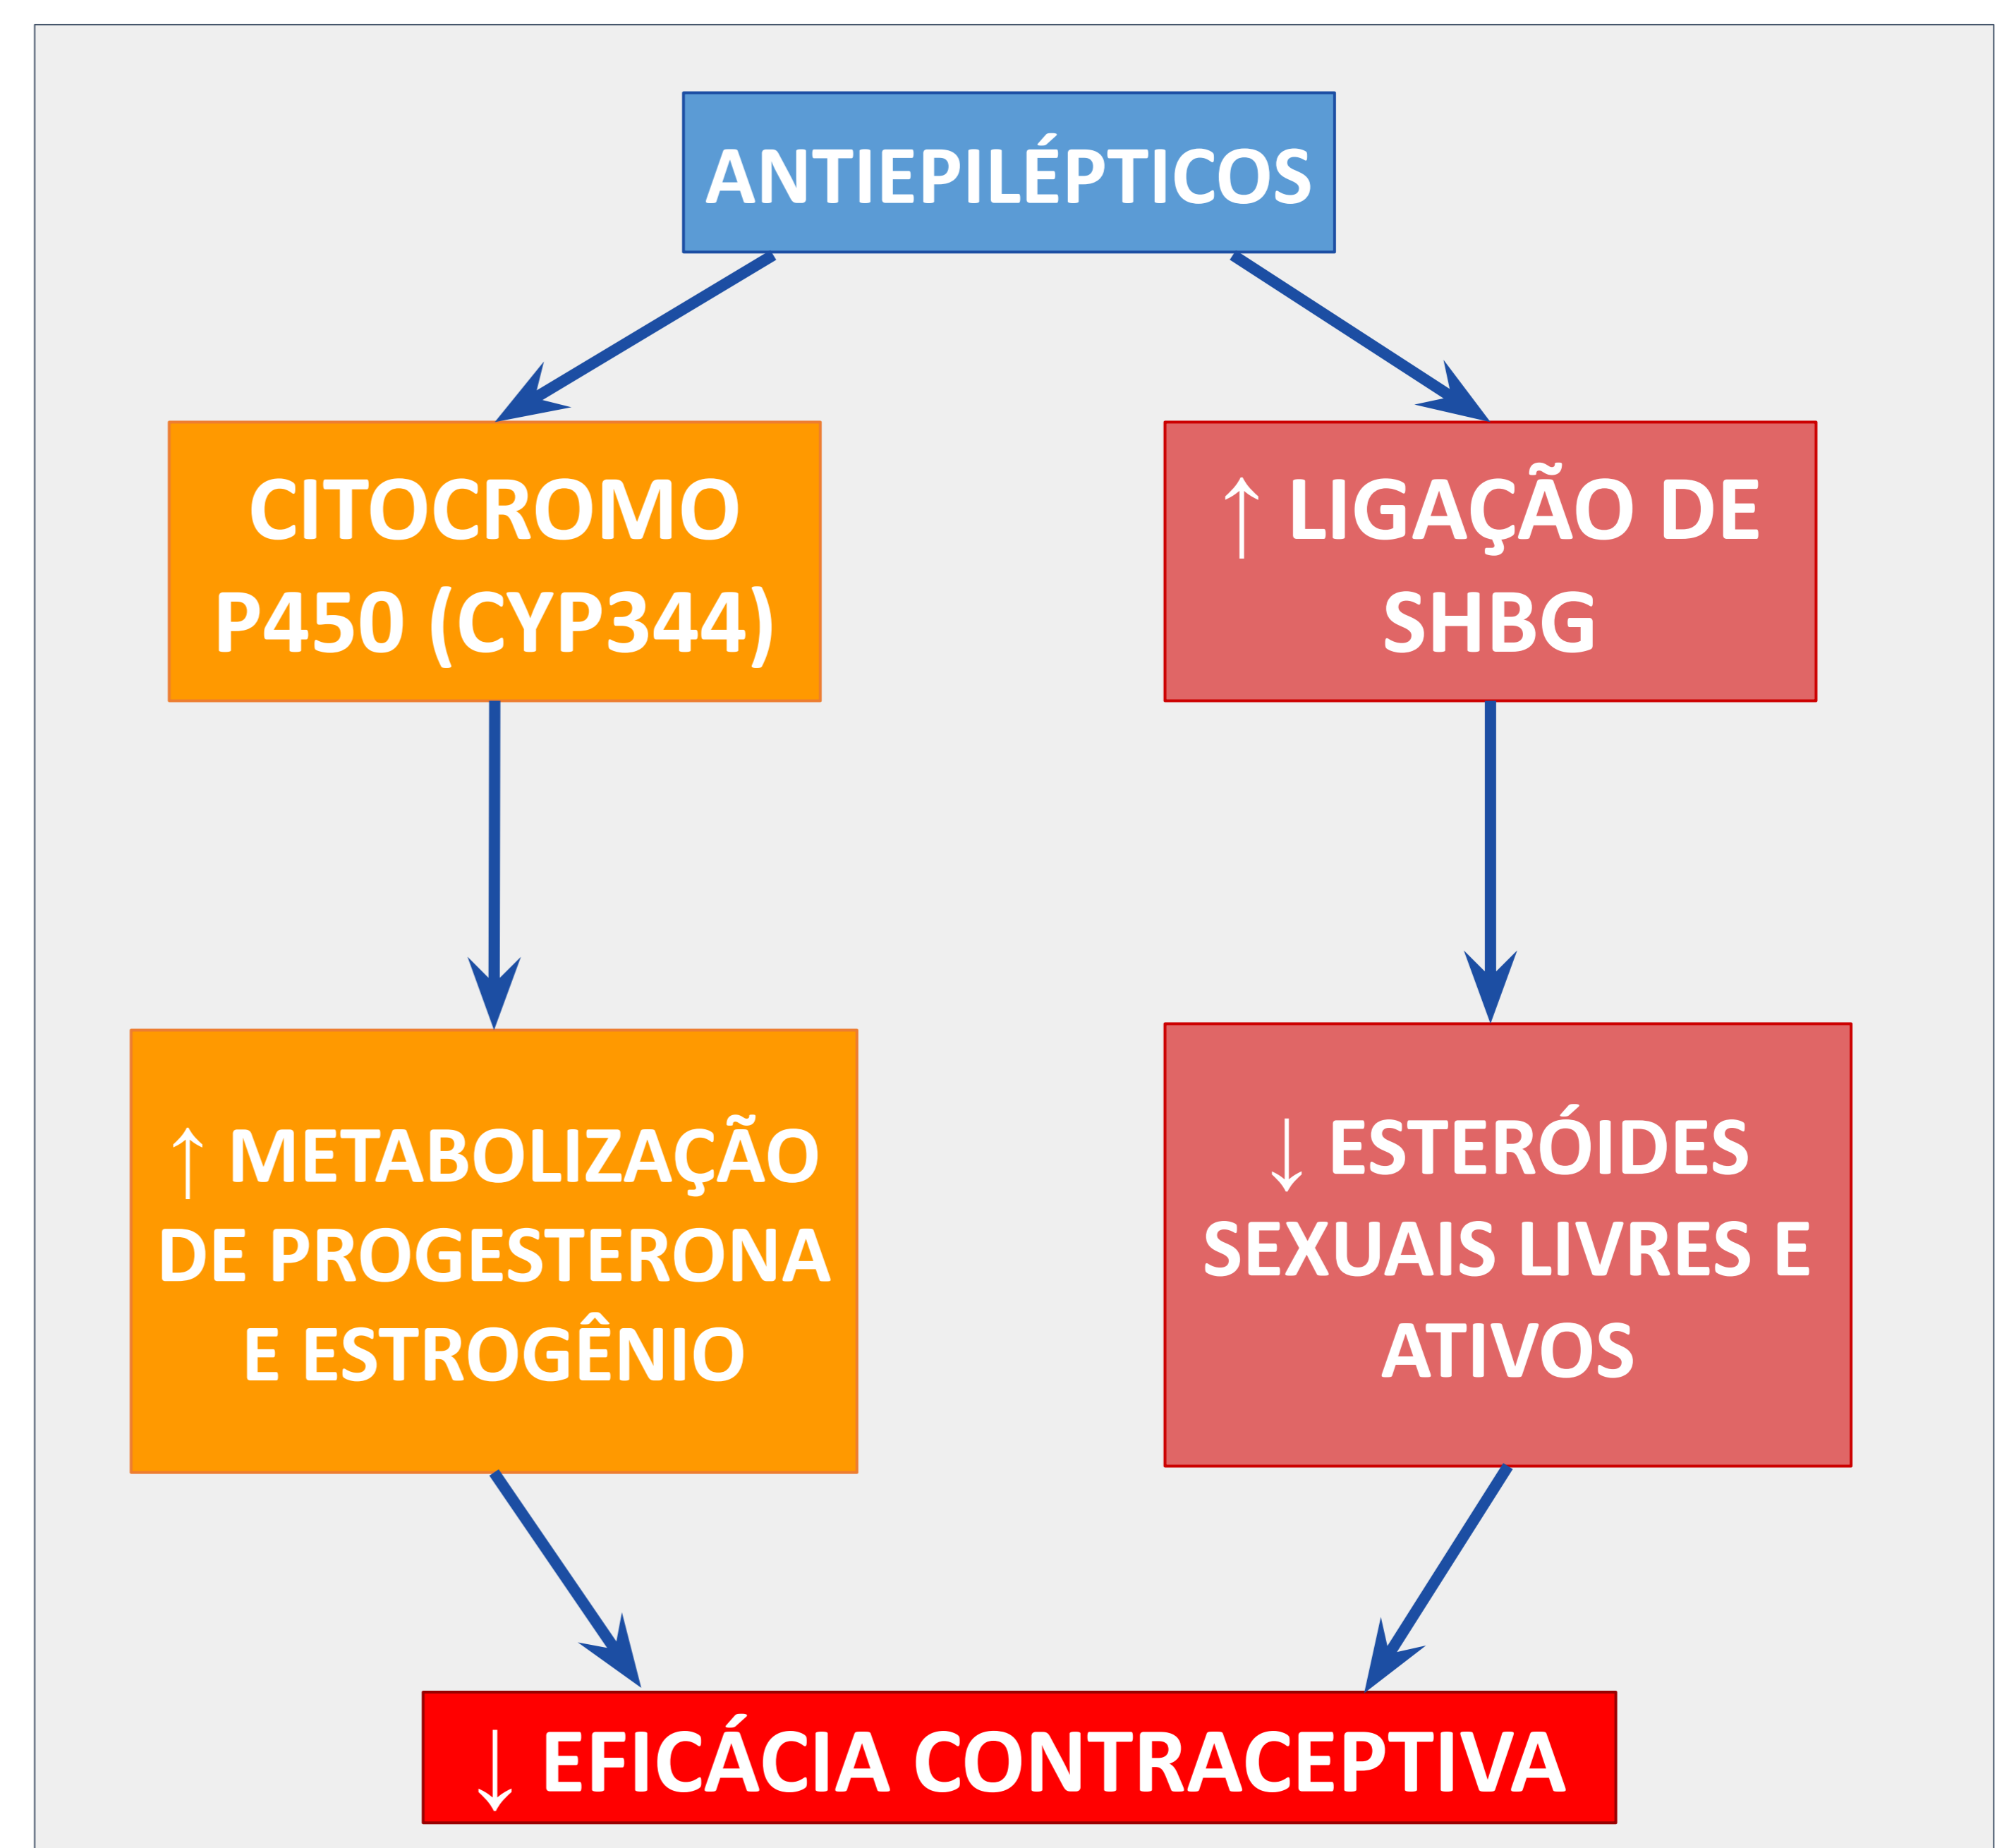 ANTIEPILÉPTICOS
CITOCROMO
P450 (CYP344)
↑ LIGAÇÃO DE
SHBG
↑ METABOLIZAÇÃO
DE PROGESTERONA
E ESTROGÊNIO
↓ ESTERÓIDES
SEXUAIS LIVRES E
ATIVOS
↓ EFICÁCIA CONTRACEPTIVA